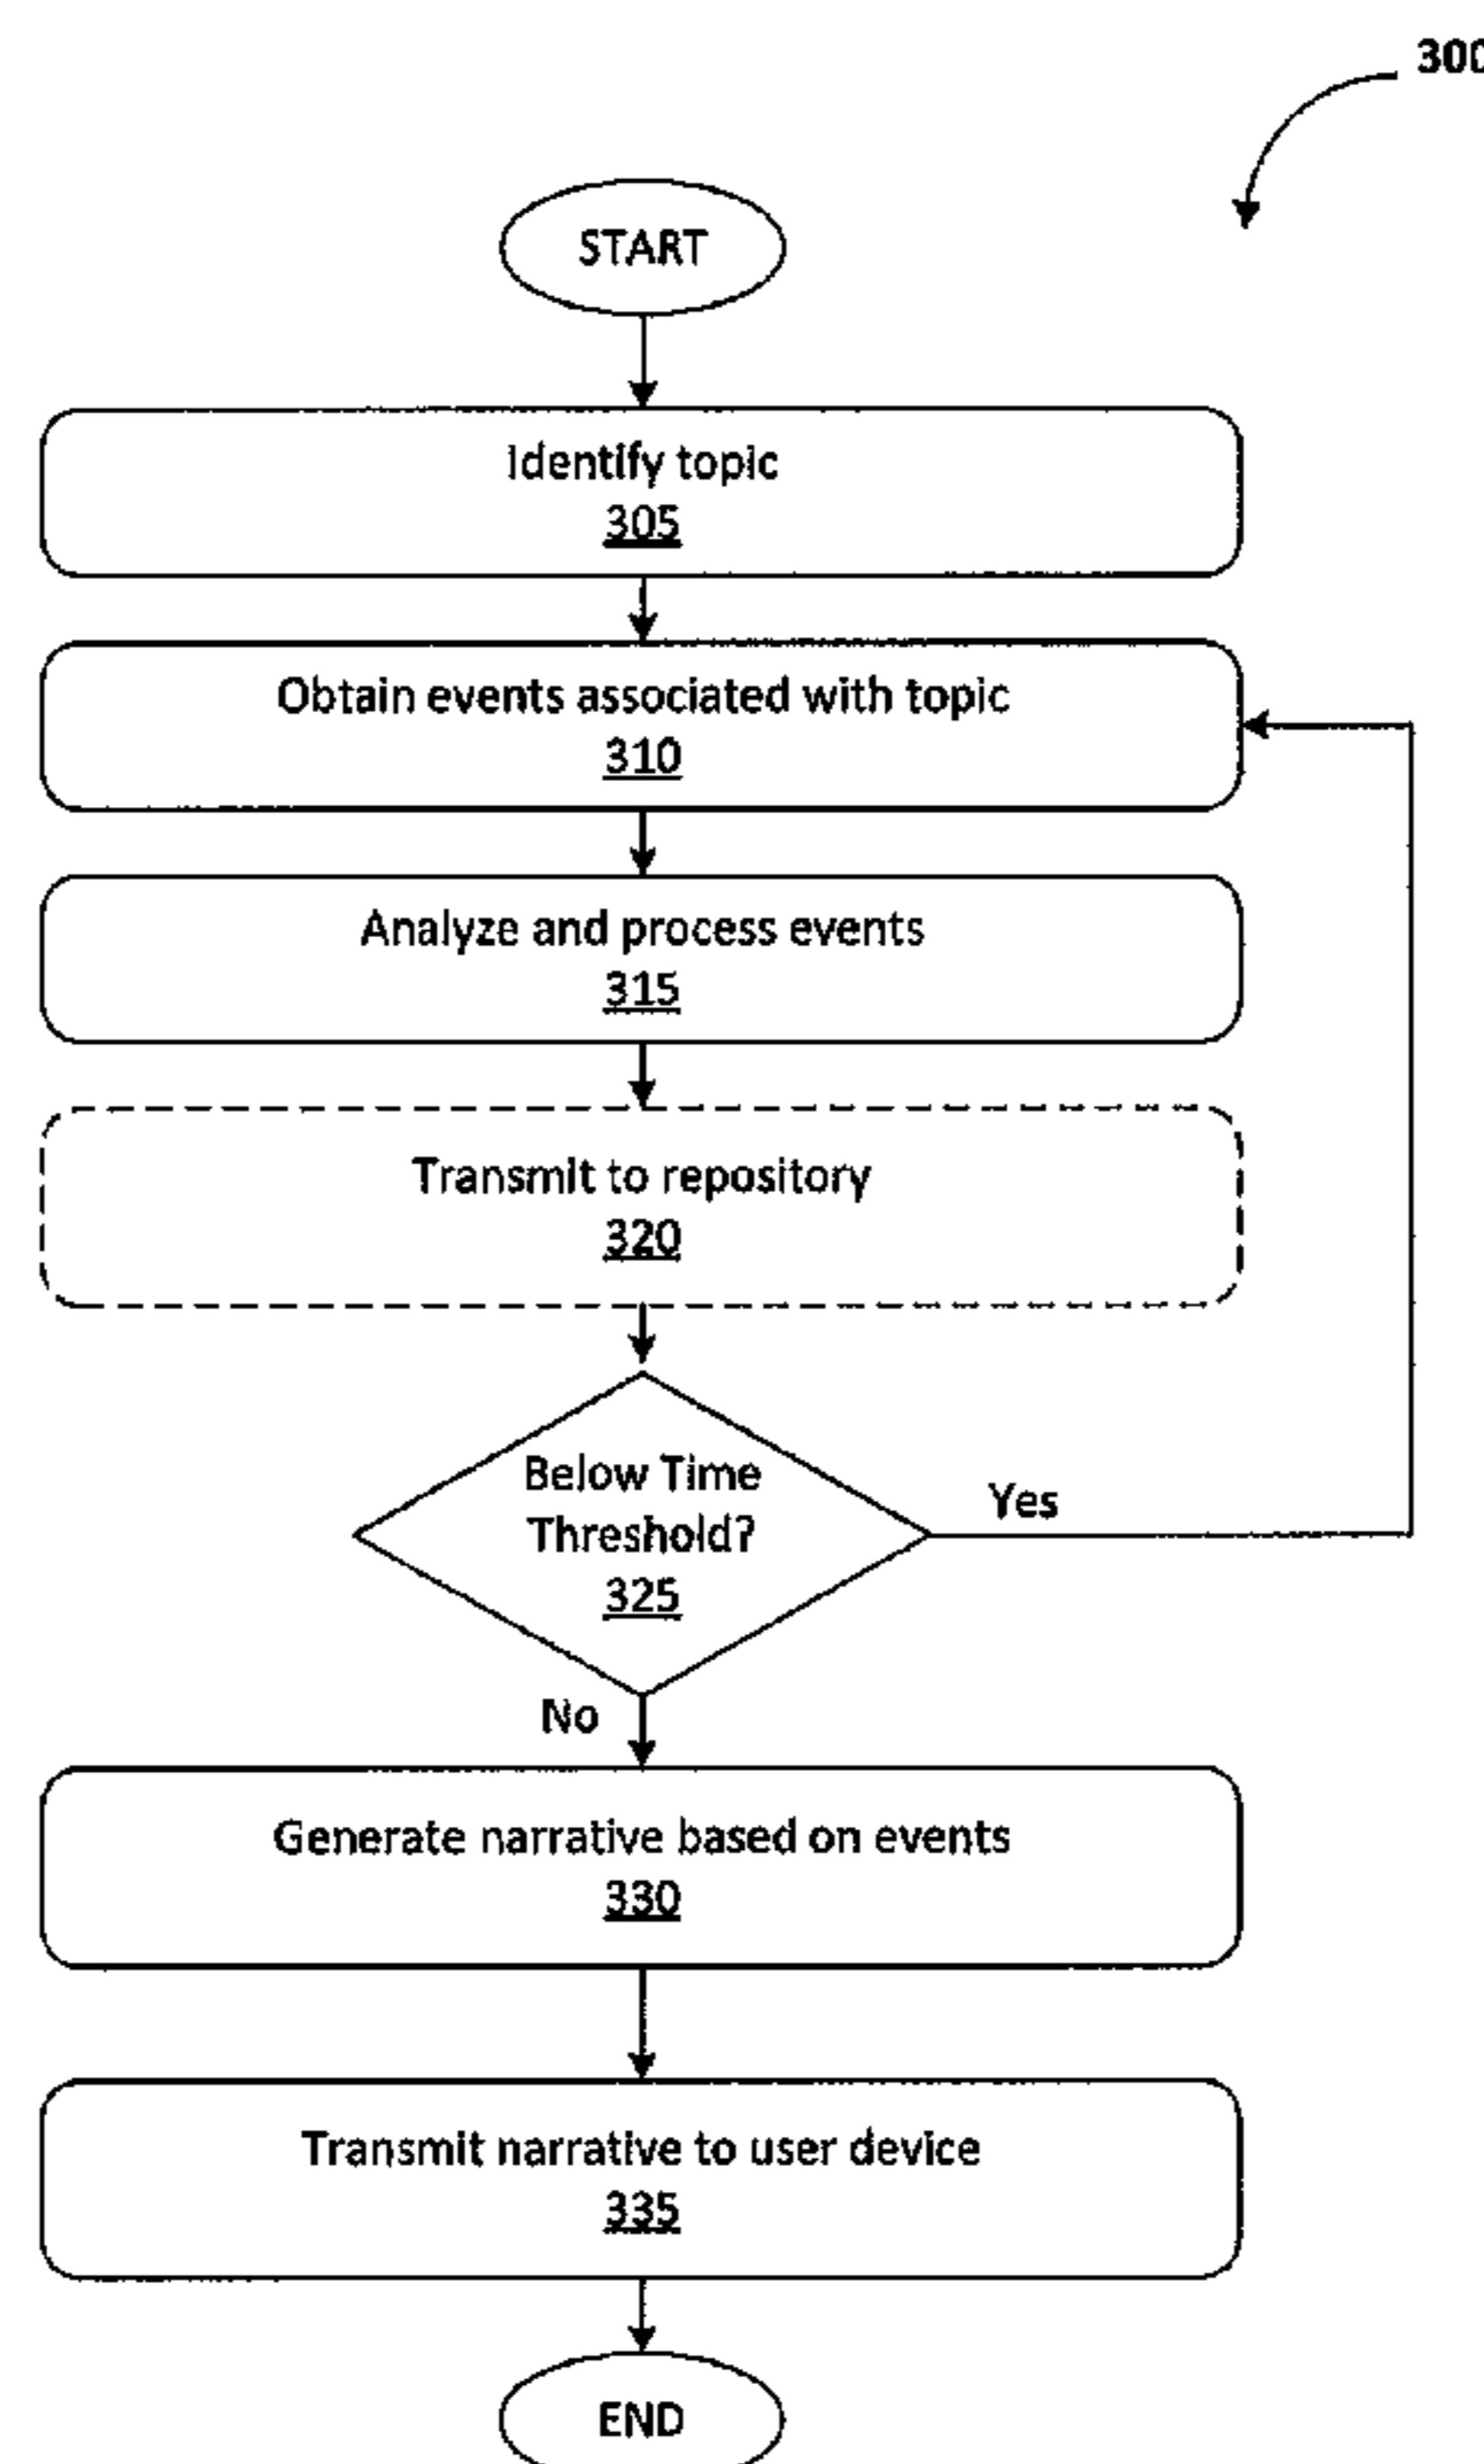 300
START
Identify topic
305
Obtain events associated with topic
310
Analyze and process events
315
Transmit to repository
320
Below Time
Threshold?
325
Yes
No
Generate narrative based on events
330
Transmit narrative to user device
335
END